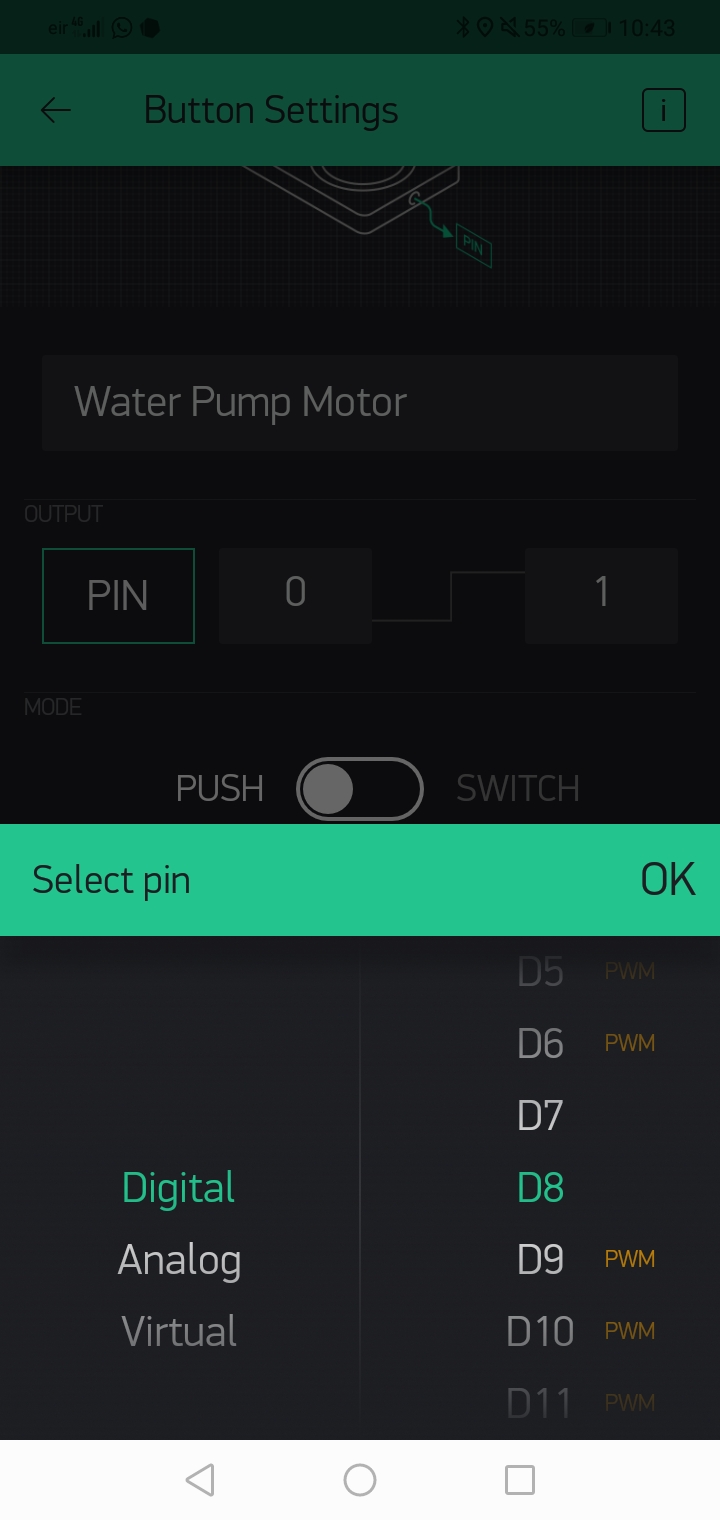 eir 4G 55% 10:43
Button Settings i
PIN
Water Pump Motor
OUTPUT
PIN 0 1
MODE
PUSH SWITCH
Select pin OK
D5 PWM
D6 PWM
D7
Digital D8
Analog D9 PWM
Virtual D10 PWM
D11 PWM